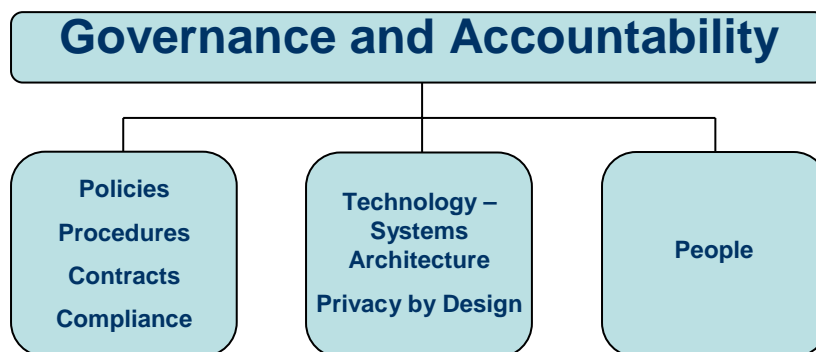 Governance and Accountability
Policies
Procedures
Contracts
Compliance
Technology –
Systems
Architecture
Privacy by Design
People